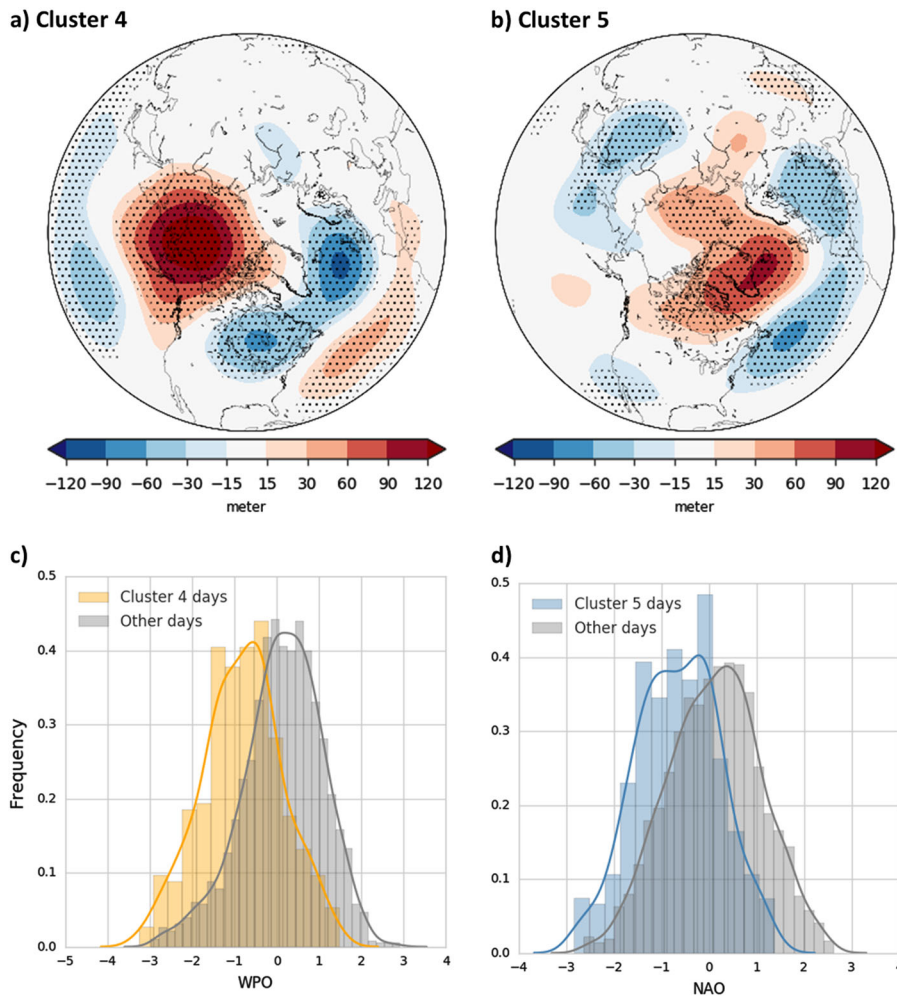 a) Cluster 4
b) Cluster 5
−120 −90 −60 −30 −15 15 30 60 90 120
meter
−120 −90 −60 −30 −15 15 30 60 90 120
meter
c)
d)
0.5
0.4
0.3
0.2
0.1
0.0
Frequency
Cluster 4 days
Other days
−5 −4 −3 −2 −1 0 1 2 3 4
WPO
0.5
0.4
0.3
0.2
0.1
0.0
Cluster 5 days
Other days
−4 −3 −2 −1 0 1 2 3 4
NAO